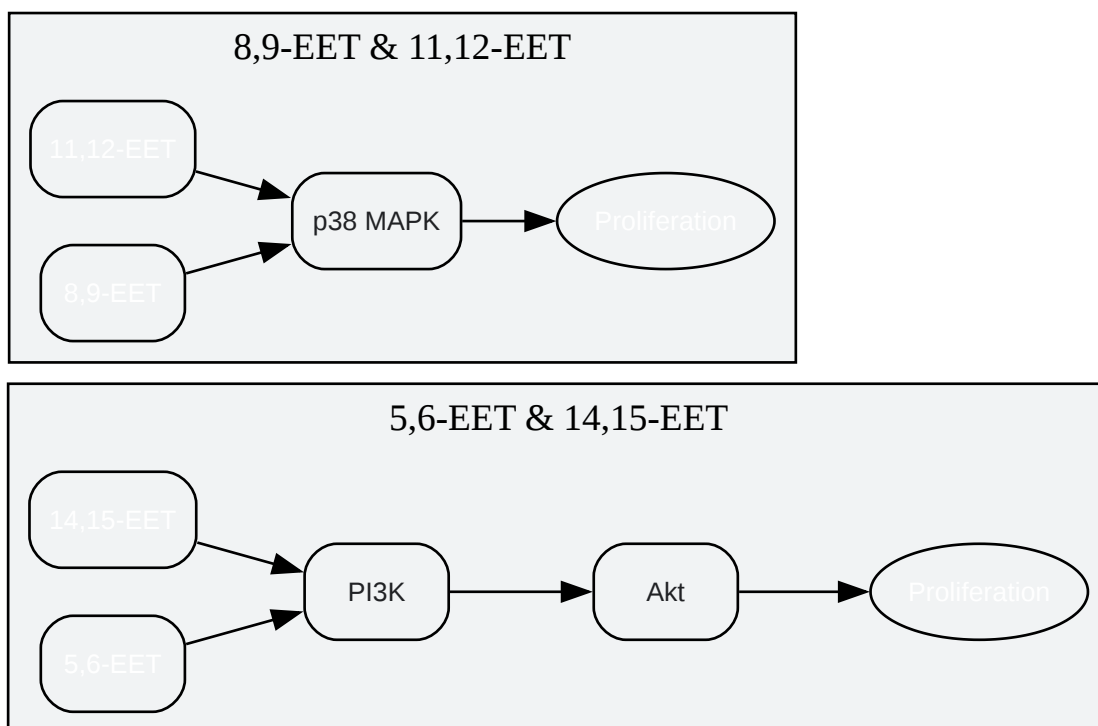 8,9-EET & 11,12-EET
11,12-EET
p38 MAPK
Proliferation
8,9-EET
5,6-EET & 14,15-EET
14,15-EET
PI3K
Akt
Proliferation
5,6-EET